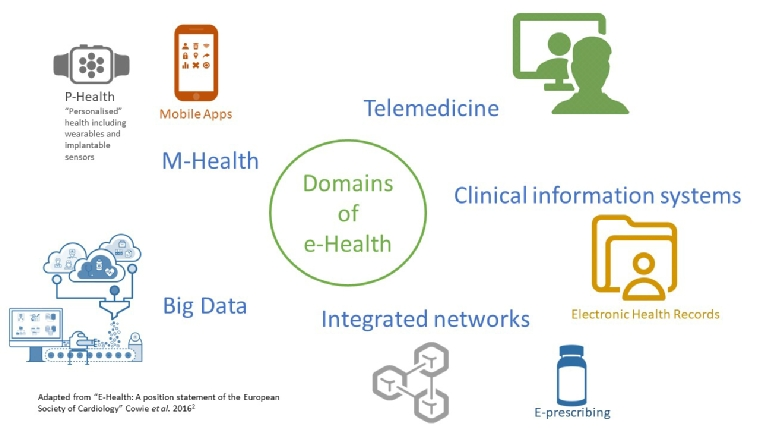 P-Health
"Personalised"
health including
wearables and
implantable
sensors
Mobile Apps
M-Health
Telemedicine
Domains
of
e-Health
Clinical information systems
Electronic Health Records
Big Data
Integrated networks
E-prescribing
Adapted from "E-Health: A position statement of the European
Society of Cardiology" Cowie et al. 2016²